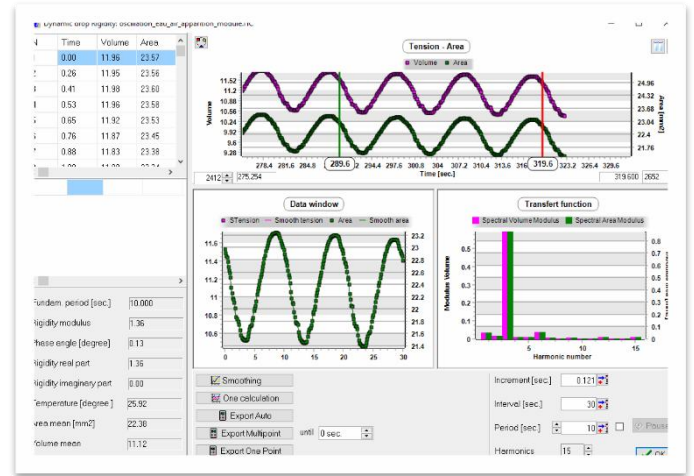 Dynamic drop Rigidity: oscillation_eau_air_apparition_module.TIC
Time Volume Area
0.00 11.96 23.57
0.26 11.95 23.56
0.41 11.98 23.60
0.53 11.96 23.58
0.65 11.92 23.53
0.76 11.87 23.45
0.88 11.83 23.38
Tension - Area
Volume Area
11.52
11.2
10.88
10.56
10.24
9.92
9.6
9.28
Volume
24.96
24.32
23.68
23.04
22.4
21.76
Area [mm2]
278.4 281.6 284.8 289.6 294.4 297.6 300.8 304 307.2 310.4 313.6 319.6 323.2 326.4 329.6
Time [sec.]
2412 275.254
319.600 2652
Data window
STension Smooth tension Area Smooth area
11.6
11.4
11.2
11
10.8
10.6
23.2
23
22.8
22.6
22.4
22.2
22
21.8
21.6
21.4
0 5 10 15 20 25 30
Transfert function
Spectral Volume Modulus Spectral Area Modulus
0.5
0.4
0.3
0.2
0.1
0
Modulus Volume
0.8
0.7
0.6
0.5
0.4
0.3
0.2
0.1
0
5 10 15
Harmonic number
Fundam. period [sec.] 10.000
Rigidity modulus 1.36
Phase angle [degree] 0.13
Rigidity real part 1.36
Rigidity imaginery part 0.00
Temperature [degree] 25.92
Area mean [mm2] 22.38
Volume mean 11.12
Smoothing
One calculation
Export Auto
Export Multipoint until 0 sec.
Export One Point
Increment [sec.] 0.121
Interval [sec.] 30
Period [sec.] 10 Paus
Harmonics 15 OK